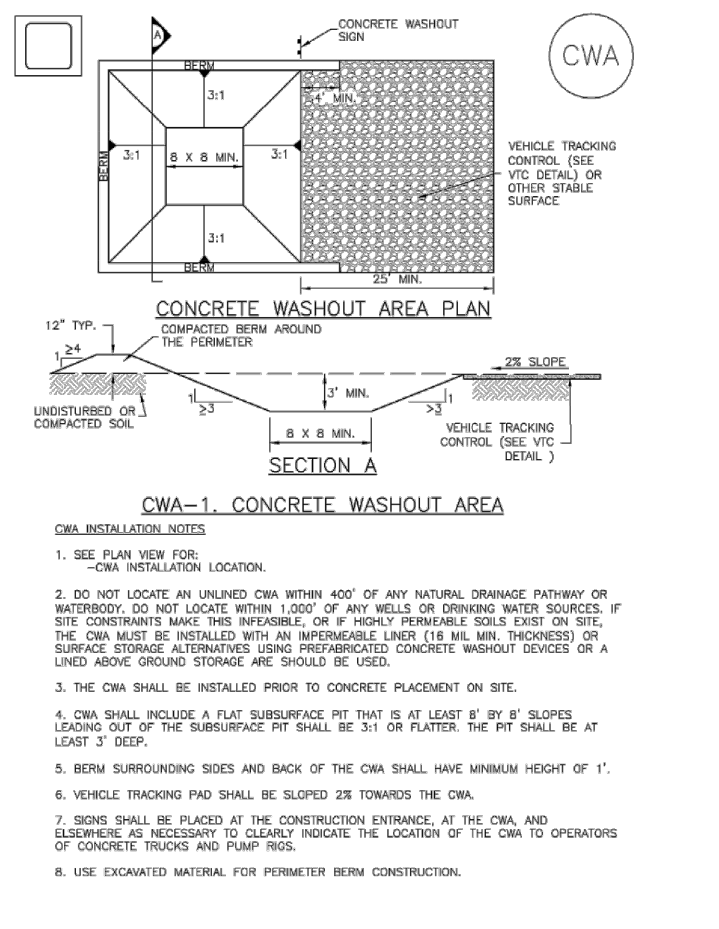 CONCRETE WASHOUT
SIGN
A
CWA
BERM
3:1
4' MIN.
BERM
3:1
8 X 8 MIN.
3:1
VEHICLE TRACKING
CONTROL (SEE
VTC DETAIL) OR
OTHER STABLE
SURFACE
3:1
BERM
25' MIN.
CONCRETE WASHOUT AREA PLAN
12" TYP.
COMPACTED BERM AROUND
THE PERIMETER
1
≥4
2% SLOPE
3' MIN.
1
≥3
1
≥3
UNDISTURBED OR
COMPACTED SOIL
8 X 8 MIN.
VEHICLE TRACKING
CONTROL (SEE VTC
DETAIL )
SECTION A
CWA-1. CONCRETE WASHOUT AREA
CWA INSTALLATION NOTES
1. SEE PLAN VIEW FOR:
-CWA INSTALLATION LOCATION.
2. DO NOT LOCATE AN UNLINED CWA WITHIN 400' OF ANY NATURAL DRAINAGE PATHWAY OR
WATERBODY. DO NOT LOCATE WITHIN 1,000' OF ANY WELLS OR DRINKING WATER SOURCES. IF
SITE CONSTRAINTS MAKE THIS INFEASIBLE, OR IF HIGHLY PERMEABLE SOILS EXIST ON SITE,
THE CWA MUST BE INSTALLED WITH AN IMPERMEABLE LINER (16 MIL MIN. THICKNESS) OR
SURFACE STORAGE ALTERNATIVES USING PREFABRICATED CONCRETE WASHOUT DEVICES OR A
LINED ABOVE GROUND STORAGE ARE SHOULD BE USED.
3. THE CWA SHALL BE INSTALLED PRIOR TO CONCRETE PLACEMENT ON SITE.
4. CWA SHALL INCLUDE A FLAT SUBSURFACE PIT THAT IS AT LEAST 8' BY 8' SLOPES
LEADING OUT OF THE SUBSURFACE PIT SHALL BE 3:1 OR FLATTER. THE PIT SHALL BE AT
LEAST 3' DEEP.
5. BERM SURROUNDING SIDES AND BACK OF THE CWA SHALL HAVE MINIMUM HEIGHT OF 1'.
6. VEHICLE TRACKING PAD SHALL BE SLOPED 2% TOWARDS THE CWA.
7. SIGNS SHALL BE PLACED AT THE CONSTRUCTION ENTRANCE, AT THE CWA, AND
ELSEWHERE AS NECESSARY TO CLEARLY INDICATE THE LOCATION OF THE CWA TO OPERATORS
OF CONCRETE TRUCKS AND PUMP RIGS.
8. USE EXCAVATED MATERIAL FOR PERIMETER BERM CONSTRUCTION.